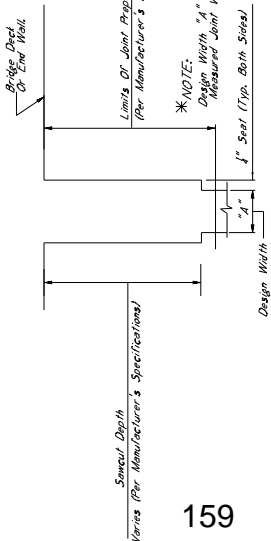 Bridge Deck
Or End Wall.
Limits Of Joint Prep
(Per Manufacturer's
* NOTE:
Design Width "A"
Measured Joint
Seat (Typ. Both Sides)
"A"
Design Width
Sawcut Depth
Varies (Per Manufacturer's Specifications)
159